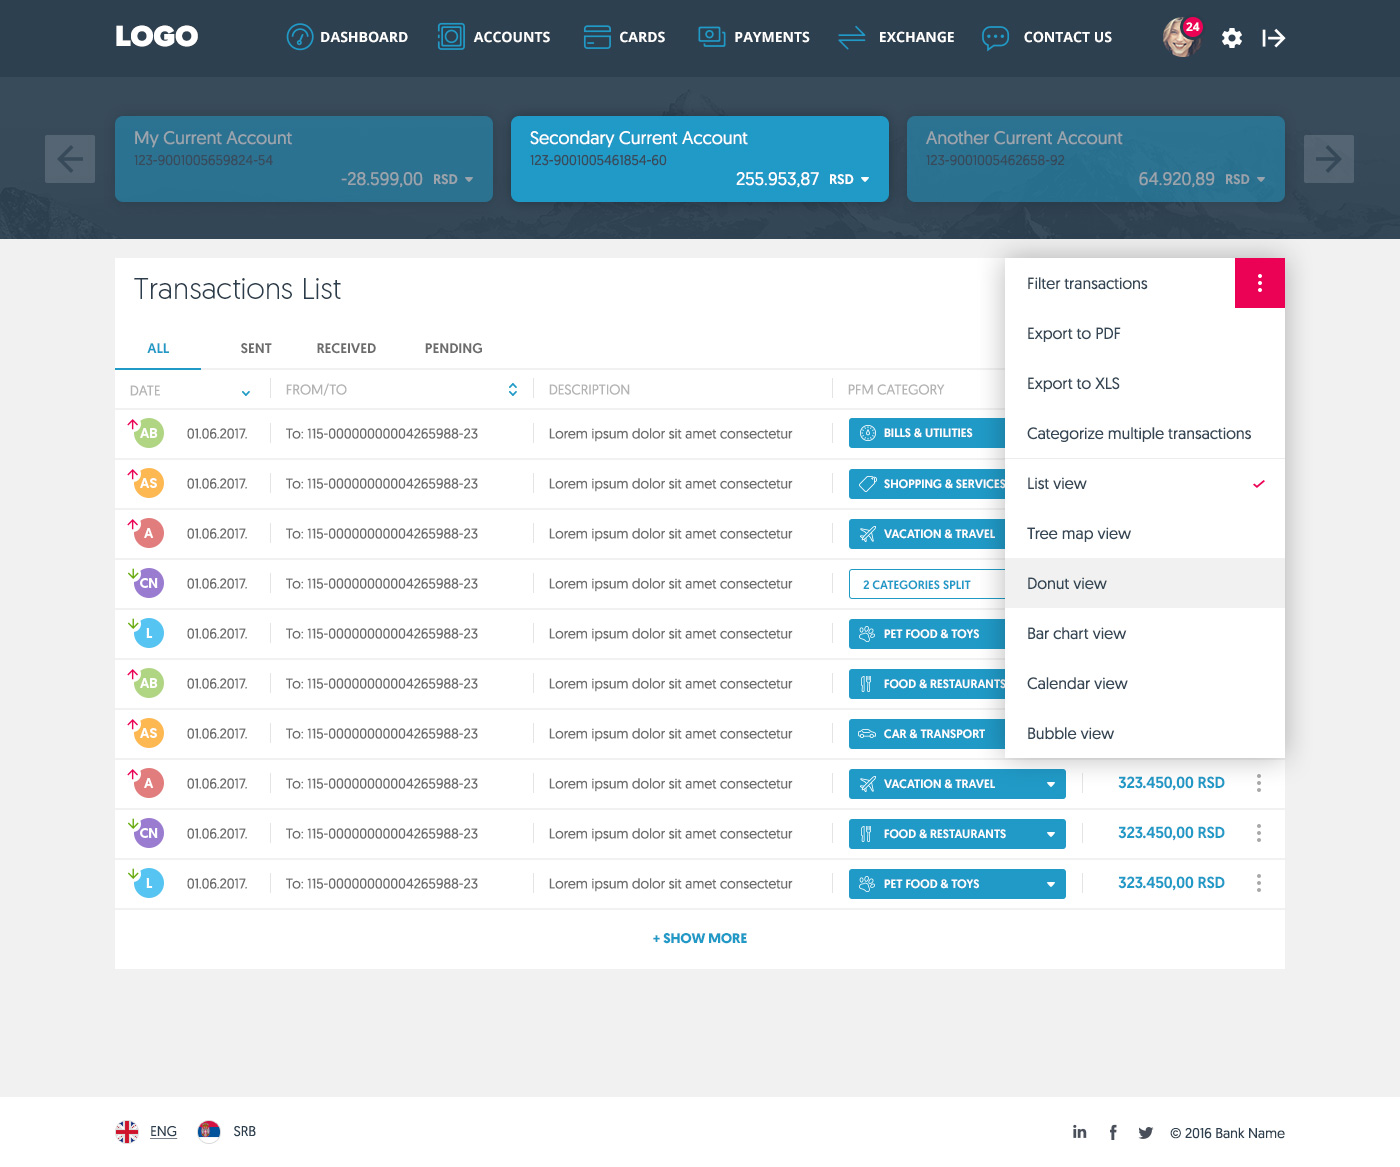 LOGO
DASHBOARD
ACCOUNTS
CARDS
PAYMENTS
EXCHANGE
CONTACT US
24
My Current Account
123-9001005659824-54
-28.599,00 RSD
Secondary Current Account
123-9001005461854-60
255.953,87 RSD
Another Current Account
123-9001005462658-92
64.920,89 RSD
Transactions List
ALL
SENT
RECEIVED
PENDING
DATE
FROM/TO
DESCRIPTION
PFM CATEGORY
AB 01.06.2017. To: 115-00000000004265988-23 Lorem ipsum dolor sit amet consectetur BILLS & UTILITIES
AS 01.06.2017. To: 115-00000000004265988-23 Lorem ipsum dolor sit amet consectetur SHOPPING & SERVICES
A 01.06.2017. To: 115-00000000004265988-23 Lorem ipsum dolor sit amet consectetur VACATION & TRAVEL
CN 01.06.2017. To: 115-00000000004265988-23 Lorem ipsum dolor sit amet consectetur 2 CATEGORIES SPLIT
L 01.06.2017. To: 115-00000000004265988-23 Lorem ipsum dolor sit amet consectetur PET FOOD & TOYS
AB 01.06.2017. To: 115-00000000004265988-23 Lorem ipsum dolor sit amet consectetur FOOD & RESTAURANTS
AS 01.06.2017. To: 115-00000000004265988-23 Lorem ipsum dolor sit amet consectetur CAR & TRANSPORT
A 01.06.2017. To: 115-00000000004265988-23 Lorem ipsum dolor sit amet consectetur VACATION & TRAVEL 323.450,00 RSD
CN 01.06.2017. To: 115-00000000004265988-23 Lorem ipsum dolor sit amet consectetur FOOD & RESTAURANTS 323.450,00 RSD
L 01.06.2017. To: 115-00000000004265988-23 Lorem ipsum dolor sit amet consectetur PET FOOD & TOYS 323.450,00 RSD
+ SHOW MORE
Filter transactions
Export to PDF
Export to XLS
Categorize multiple transactions
List view
Tree map view
Donut view
Bar chart view
Calendar view
Bubble view
ENG
SRB
© 2016 Bank Name